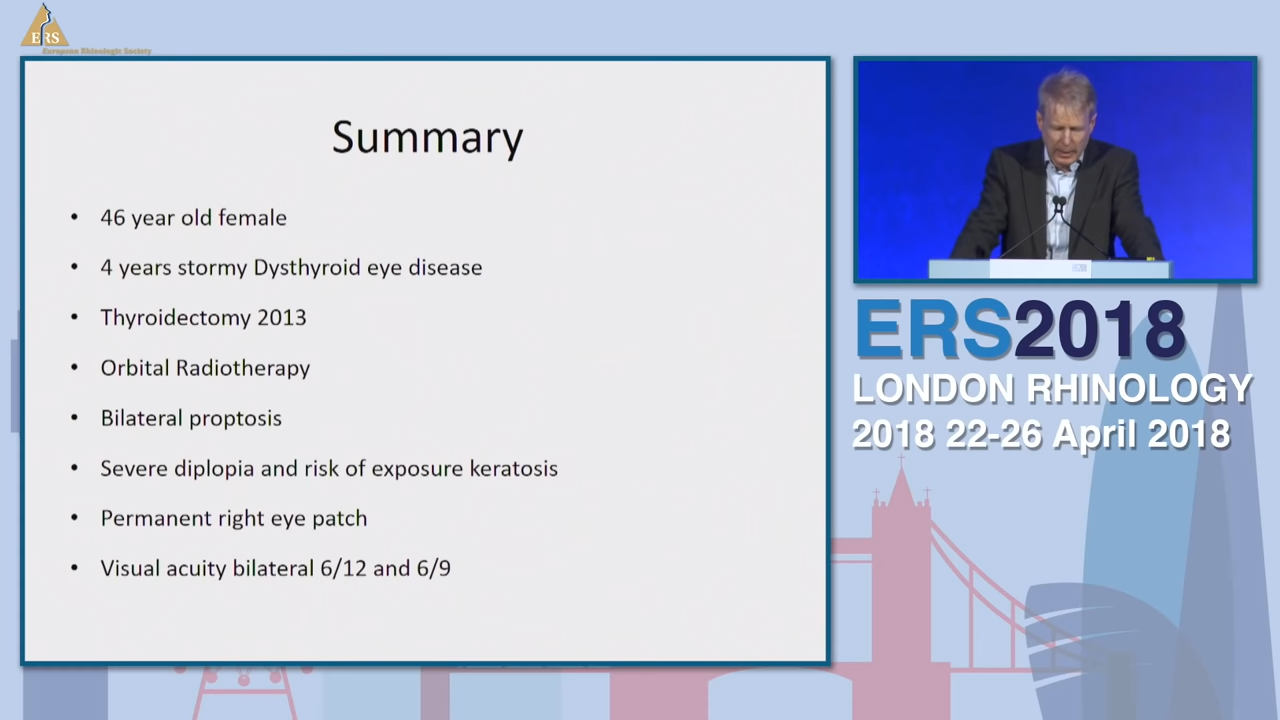 ERS
European Rhinologic Society
Summary
• 46 year old female
• 4 years stormy Dysthyroid eye disease
• Thyroidectomy 2013
• Orbital Radiotherapy
• Bilateral proptosis
• Severe diplopia and risk of exposure keratosis
• Permanent right eye patch
• Visual acuity bilateral 6/12 and 6/9
ERS2018
LONDON RHINOLOGY
2018 22-26 April 2018